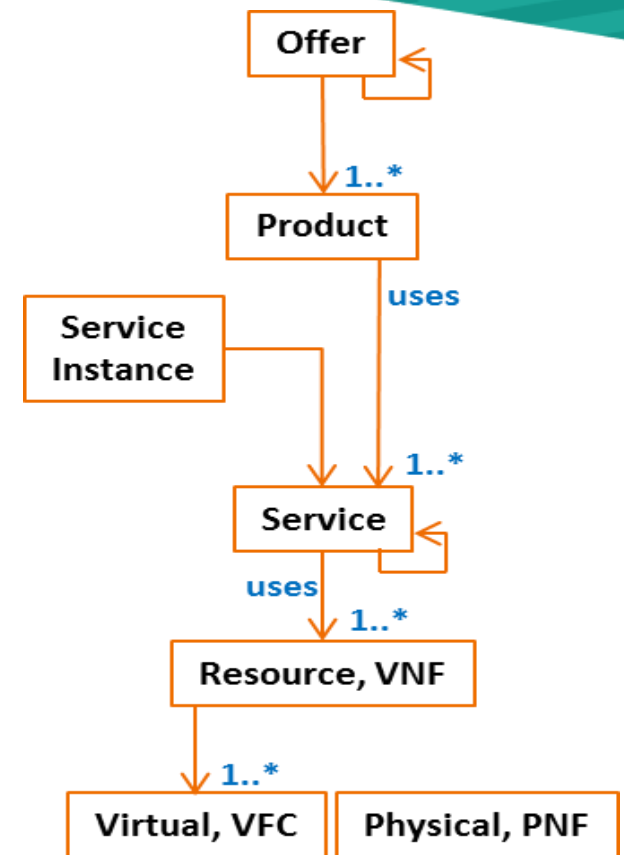 Offer
1..*
Product
uses
Service
Instance
1..*
Service
uses
1..*
Resource, VNF
1..*
Virtual, VFC
Physical, PNF